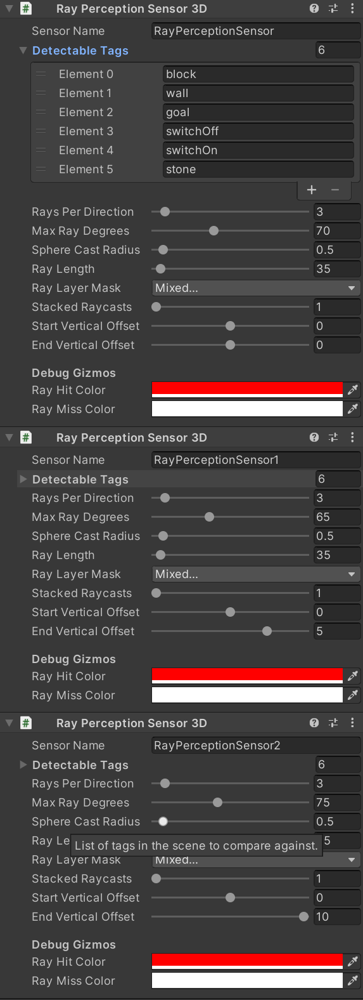 Ray Perception Sensor 3D
Sensor Name RayPerceptionSensor
Detectable Tags 6
Element 0 block
Element 1 wall
Element 2 goal
Element 3 switchOff
Element 4 switchOn
Element 5 stone
+ −
Rays Per Direction 3
Max Ray Degrees 70
Sphere Cast Radius 0.5
Ray Length 35
Ray Layer Mask Mixed...
Stacked Raycasts 1
Start Vertical Offset 0
End Vertical Offset 0
Debug Gizmos
Ray Hit Color
Ray Miss Color
Ray Perception Sensor 3D
Sensor Name RayPerceptionSensor1
Detectable Tags 6
Rays Per Direction 3
Max Ray Degrees 65
Sphere Cast Radius 0.5
Ray Length 35
Ray Layer Mask Mixed...
Stacked Raycasts 1
Start Vertical Offset 0
End Vertical Offset 5
Debug Gizmos
Ray Hit Color
Ray Miss Color
Ray Perception Sensor 3D
Sensor Name RayPerceptionSensor2
Detectable Tags 6
Rays Per Direction 3
Max Ray Degrees 75
Sphere Cast Radius 0.5
Ray Le List of tags in the scene to compare against. 5
Ray Layer Mask Mixed...
Stacked Raycasts 1
Start Vertical Offset 0
End Vertical Offset 10
Debug Gizmos
Ray Hit Color
Ray Miss Color